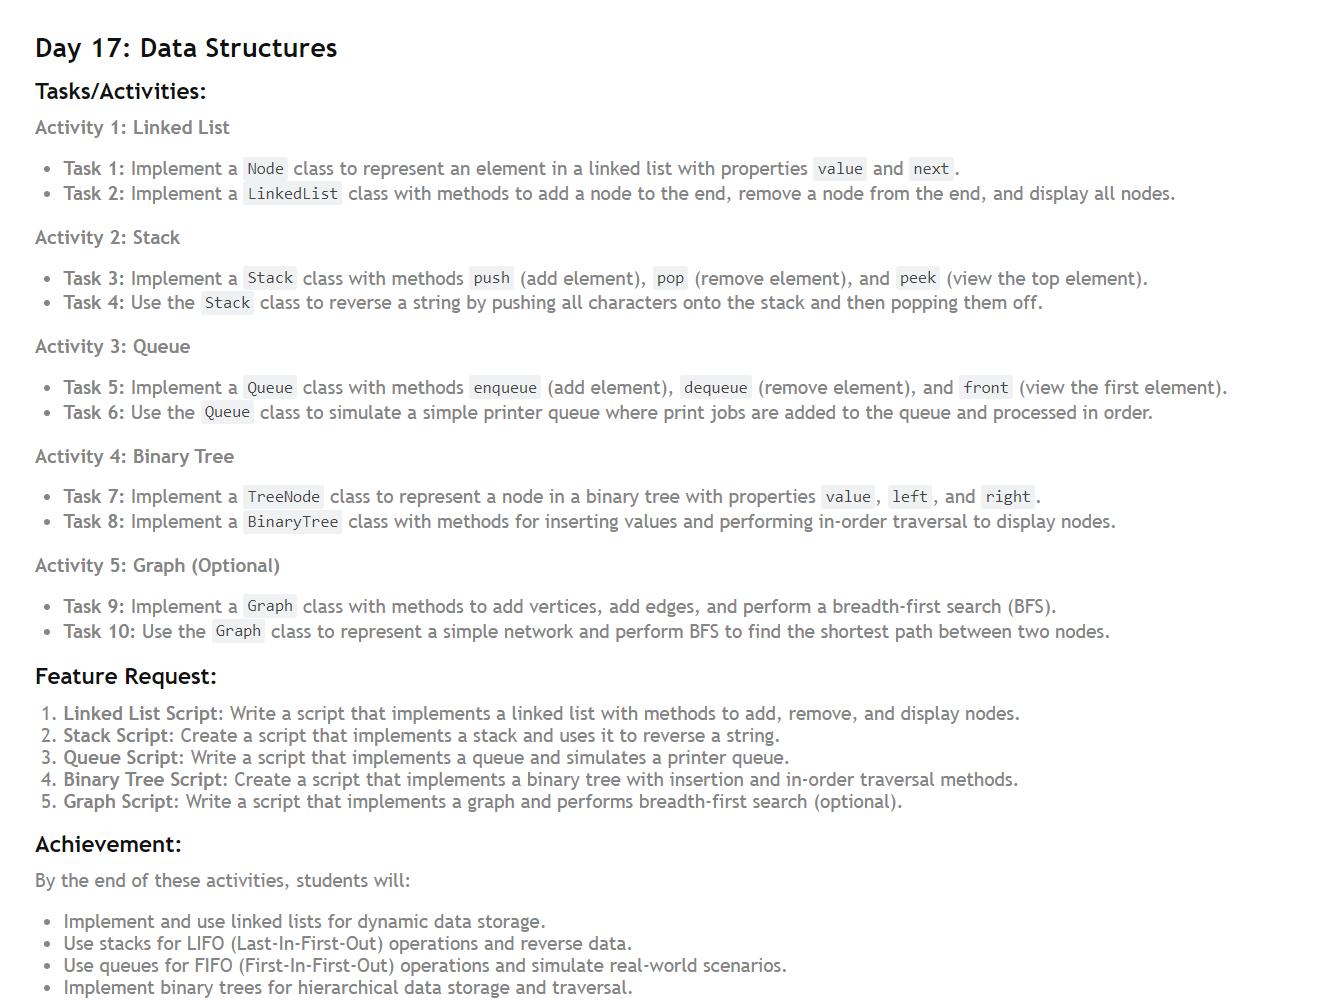 Day 17: Data Structures
Tasks/Activities:
Activity 1: Linked List
• Task 1: Implement a Node class to represent an element in a linked list with properties value and next.
• Task 2: Implement a LinkedList class with methods to add a node to the end, remove a node from the end, and display all nodes.
Activity 2: Stack
• Task 3: Implement a Stack class with methods push (add element), pop (remove element), and peek (view the top element).
• Task 4: Use the Stack class to reverse a string by pushing all characters onto the stack and then popping them off.
Activity 3: Queue
• Task 5: Implement a Queue class with methods enqueue (add element), dequeue (remove element), and front (view the first element).
• Task 6: Use the Queue class to simulate a simple printer queue where print jobs are added to the queue and processed in order.
Activity 4: Binary Tree
• Task 7: Implement a TreeNode class to represent a node in a binary tree with properties value, left, and right.
• Task 8: Implement a BinaryTree class with methods for inserting values and performing in-order traversal to display nodes.
Activity 5: Graph (Optional)
• Task 9: Implement a Graph class with methods to add vertices, add edges, and perform a breadth-first search (BFS).
• Task 10: Use the Graph class to represent a simple network and perform BFS to find the shortest path between two nodes.
Feature Request:
1. Linked List Script: Write a script that implements a linked list with methods to add, remove, and display nodes.
2. Stack Script: Create a script that implements a stack and uses it to reverse a string.
3. Queue Script: Write a script that implements a queue and simulates a printer queue.
4. Binary Tree Script: Create a script that implements a binary tree with insertion and in-order traversal methods.
5. Graph Script: Write a script that implements a graph and performs breadth-first search (optional).
Achievement:
By the end of these activities, students will:
• Implement and use linked lists for dynamic data storage.
• Use stacks for LIFO (Last-In-First-Out) operations and reverse data.
• Use queues for FIFO (First-In-First-Out) operations and simulate real-world scenarios.
• Implement binary trees for hierarchical data storage and traversal.